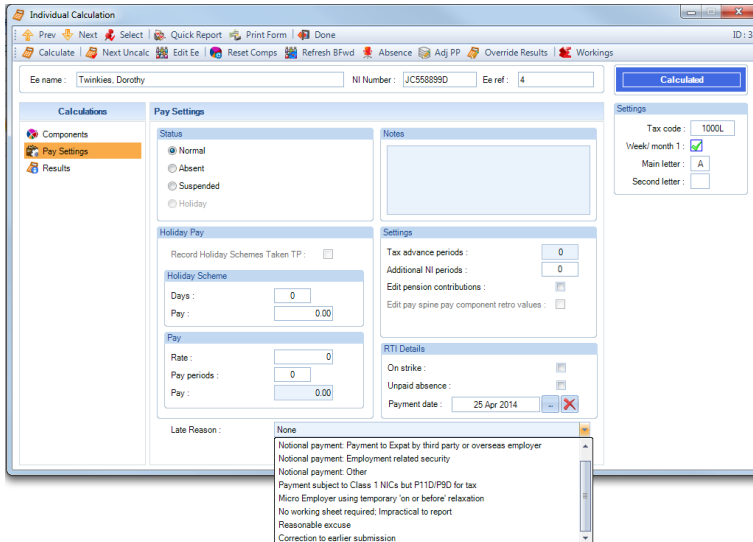 Individual Calculation
Prev Next Select Quick Report Print Form Done ID : 3
Calculate Next Uncalc Edit Ee Reset Comps Refresh BFwd Absence Adj PP Override Results Workings
Ee name : Twinkies, Dorothy NI Number : JC558899D Ee ref : 4
Calculated
Calculations
Components
Pay Settings
Results
Pay Settings
Status
Normal
Absent
Suspended
Holiday
Notes
Settings
Tax code : 1000L
Week/ month 1 :
Main letter : A
Second letter :
Holiday Pay
Record Holiday Schemes Taken TP :
Holiday Scheme
Days : 0
Pay : 0.00
Pay
Rate : 0
Pay periods : 0
Pay : 0.00
Settings
Tax advance periods : 0
Additional NI periods : 0
Edit pension contributions :
Edit pay spine pay component retro values :
RTI Details
On strike :
Unpaid absence :
Payment date : 25 Apr 2014 ...
Late Reason : None
Notional payment: Payment to Expat by third party or overseas employer
Notional payment: Employment related security
Notional payment: Other
Payment subject to Class 1 NICs but P11D/P9D for tax
Micro Employer using temporary 'on or before' relaxation
No working sheet required; Impractical to report
Reasonable excuse
Correction to earlier submission